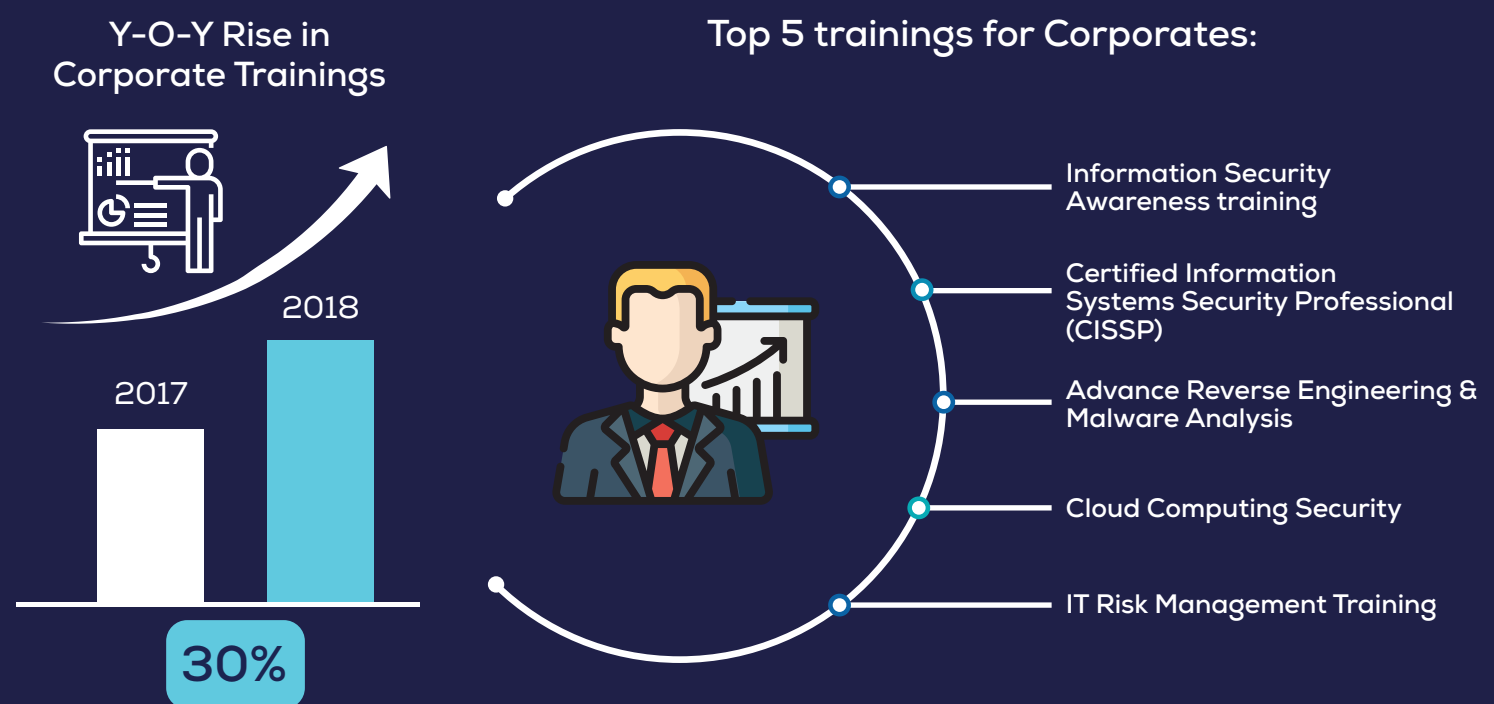 Y-O-Y Rise in
Corporate Trainings
2018
2017
30%
Top 5 trainings for Corporates:
Information Security
Awareness training
Certified Information
Systems Security Professional
(CISSP)
Advance Reverse Engineering &
Malware Analysis
Cloud Computing Security
IT Risk Management Training